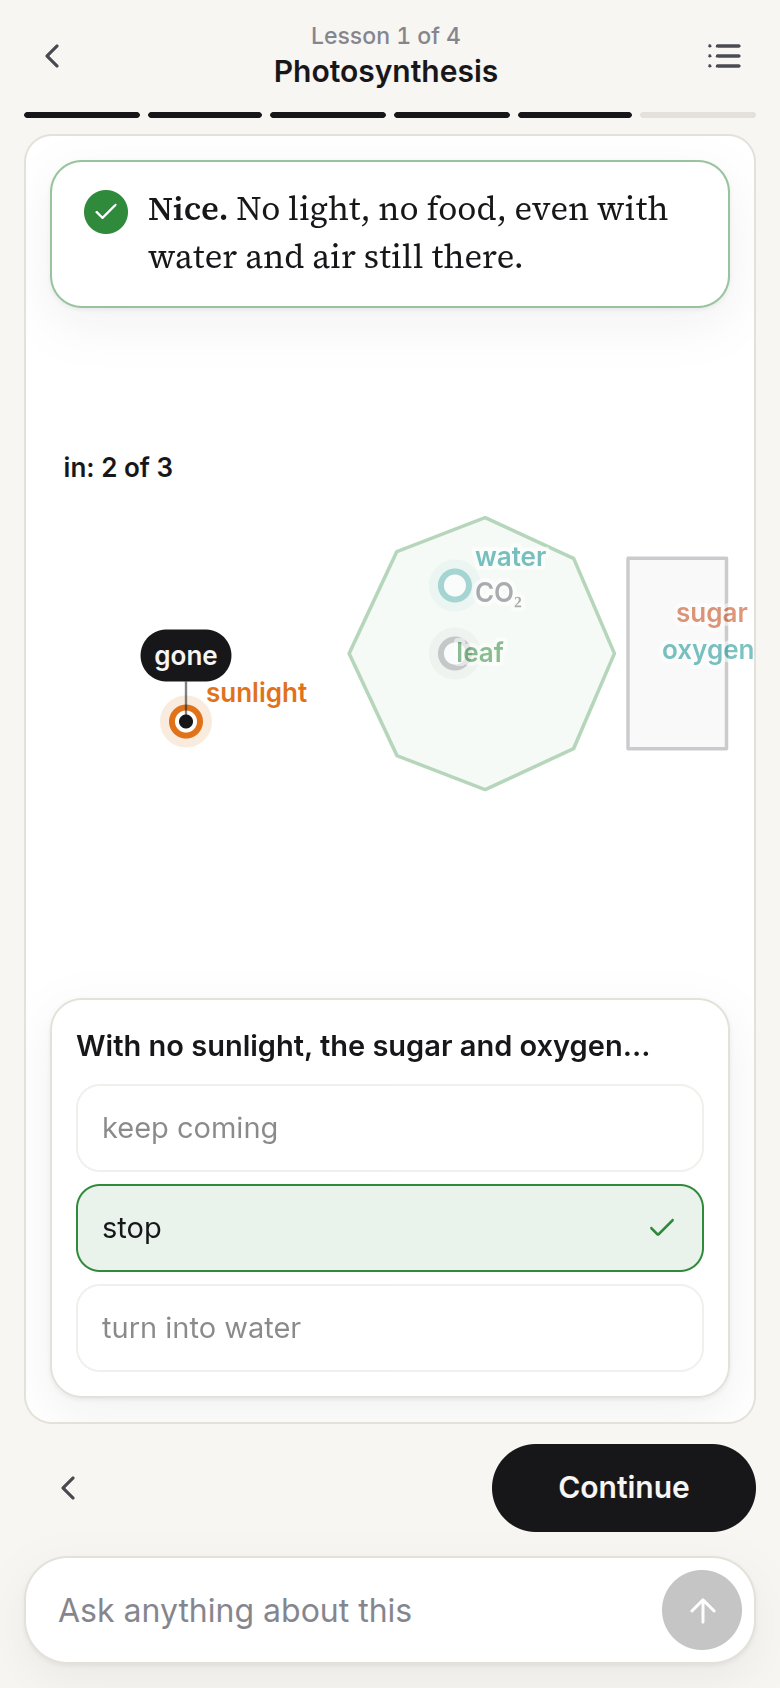 Lesson 1 of 4
Photosynthesis
Nice. No light, no food, even with
water and air still there.
in: 2 of 3
water
CO₂
sugar
oxygen
leaf
gone
sunlight
With no sunlight, the sugar and oxygen...
keep coming
stop
turn into water
Continue
Ask anything about this